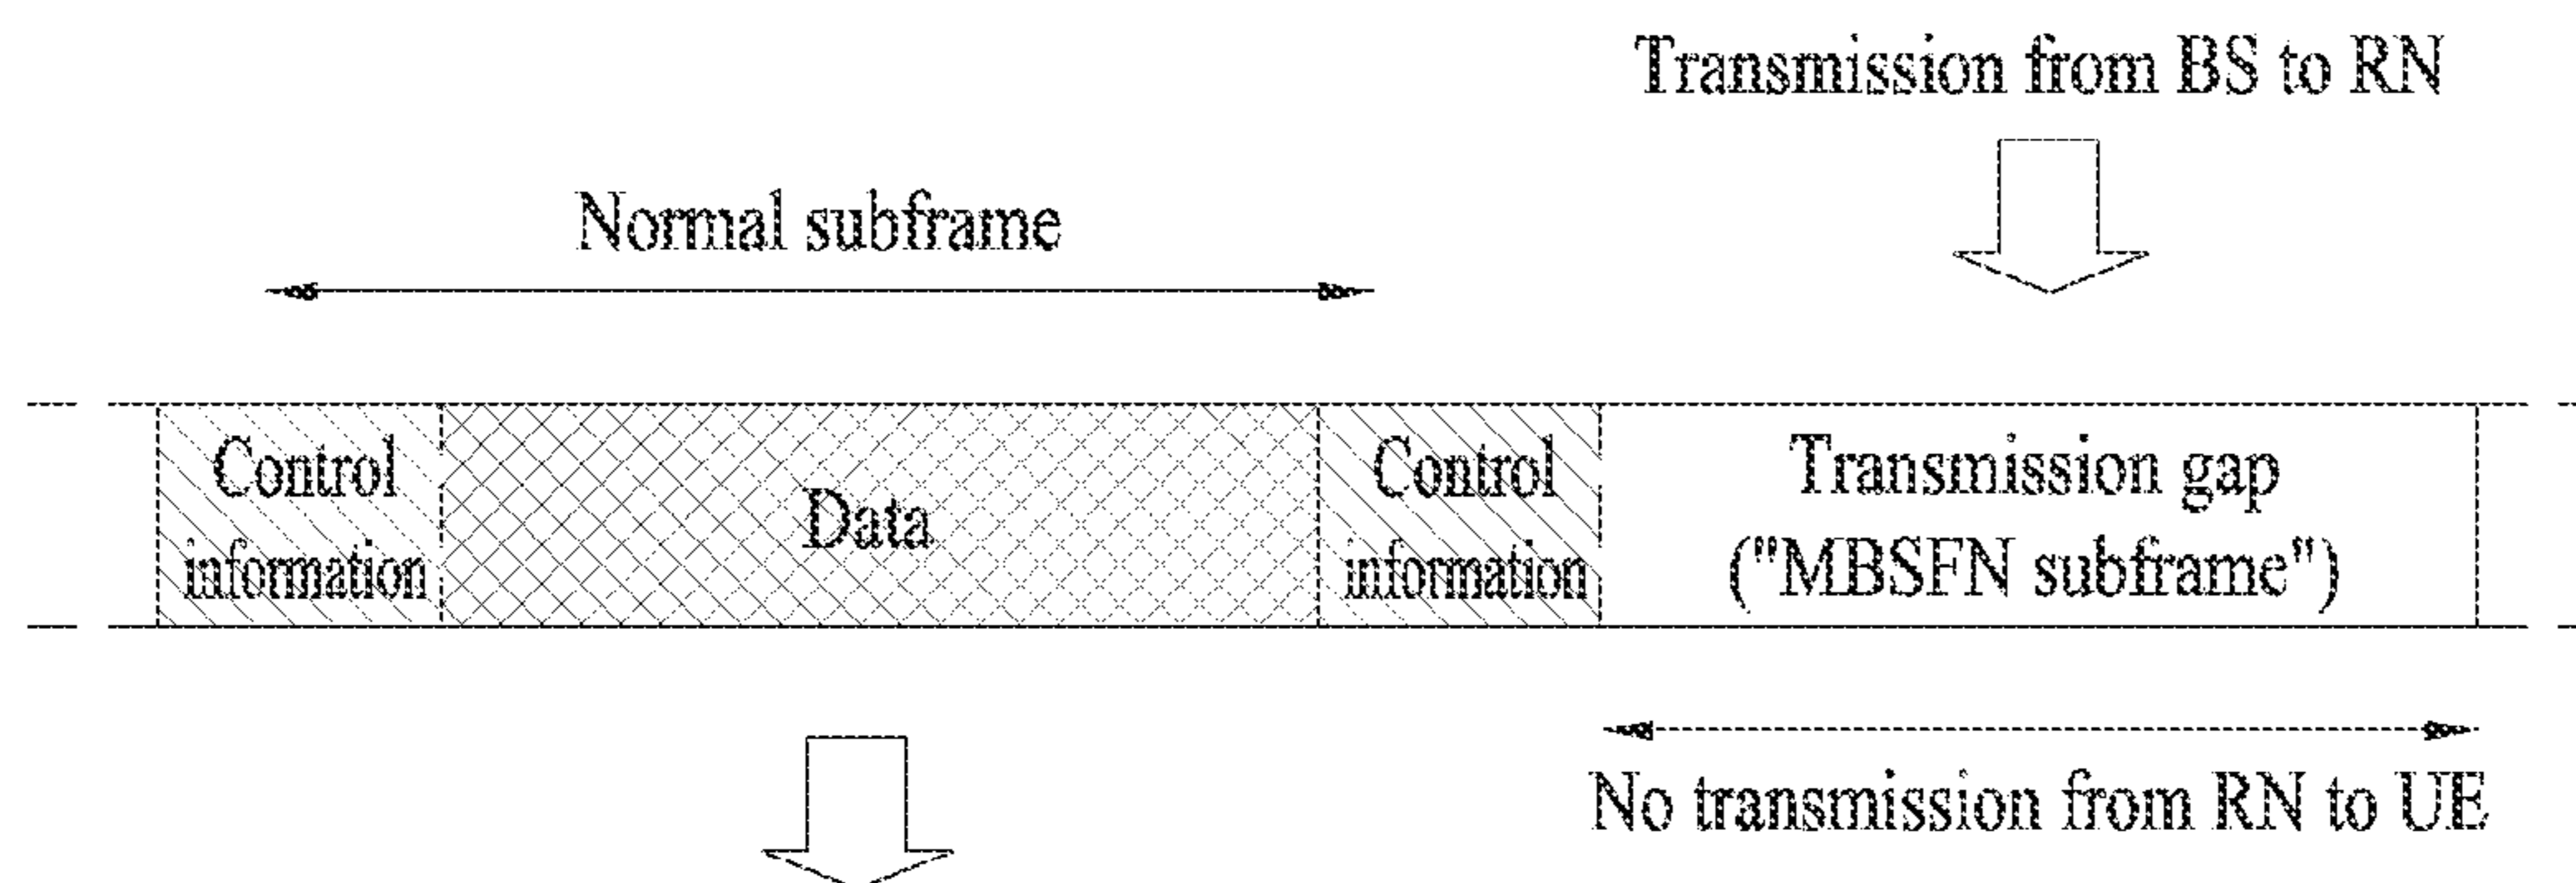 Transmission from BS to RN
Normal subframe
Control
information
Data
Control
information
Transmission gap
("MBSFN subframe")
No transmission from RN to UE